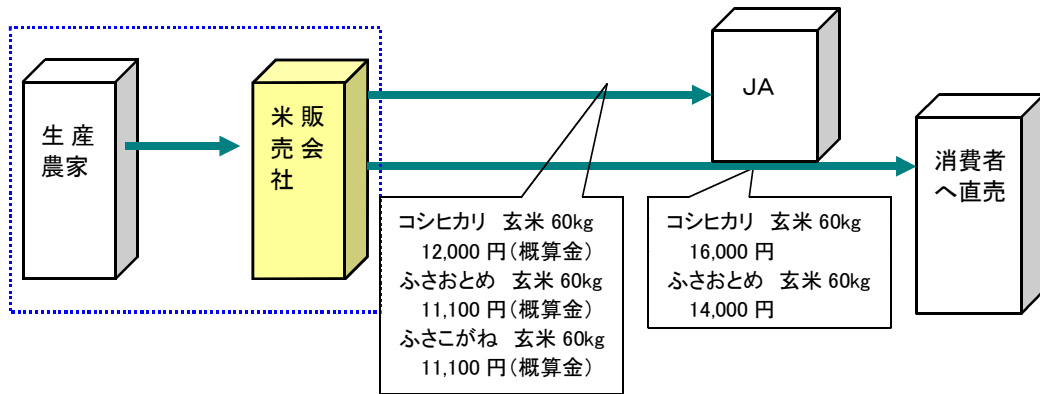 生 産
農家
米 販
売 会
社
JA
消費者
へ直売
コシヒカリ 玄米 60kg
12,000 円(概算金)
ふさおとめ 玄米 60kg
11,100 円(概算金)
ふさこがね 玄米 60kg
11,100 円(概算金)
コシヒカリ 玄米 60kg
16,000 円
ふさおとめ 玄米 60kg
14,000 円